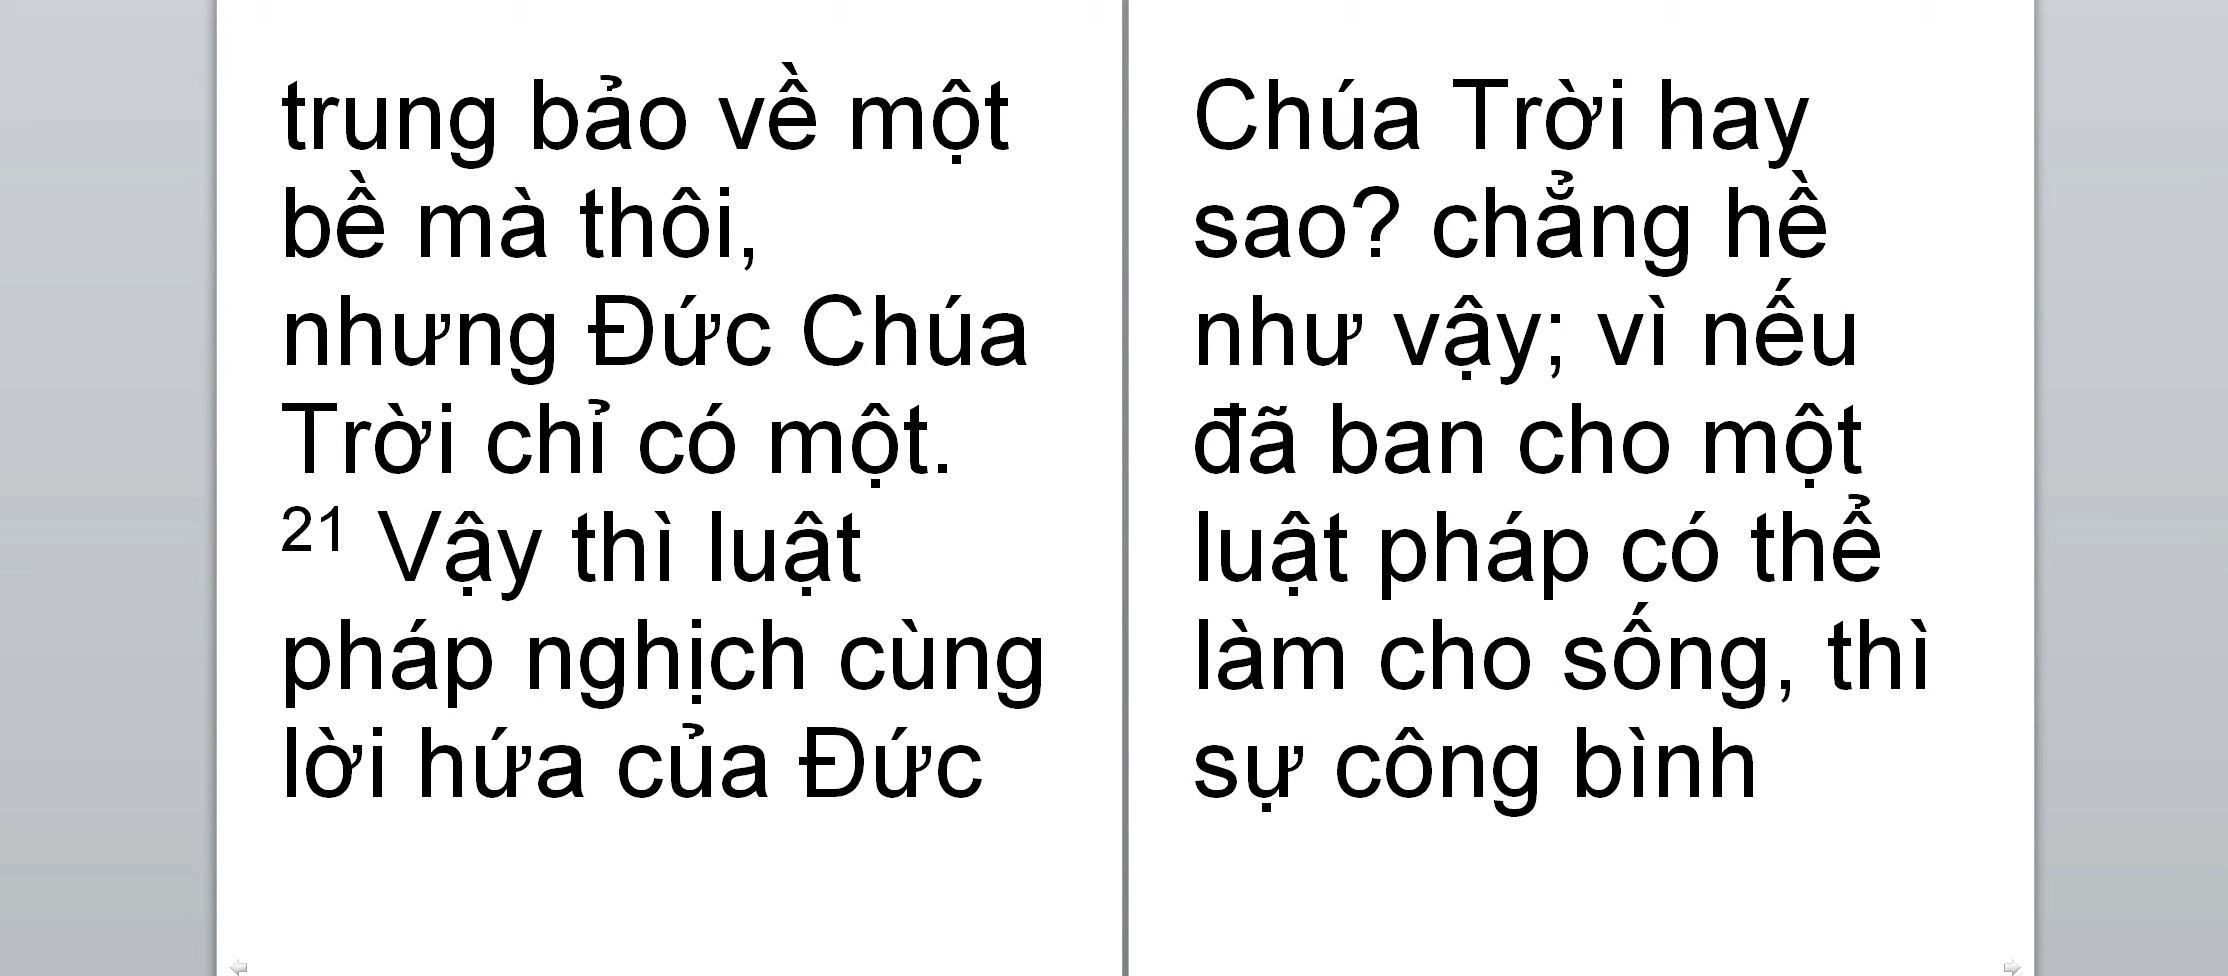 trung bảo về một
bề mà thôi,
nhưng Đức Chúa
Trời chỉ có một.
21 Vậy thì luật
pháp nghịch cùng
lời hứa của Đức
Chúa Trời hay
sao? chẳng hề
như vậy; vì nếu
đã ban cho một
luật pháp có thể
làm cho sống, thì
sự công bình